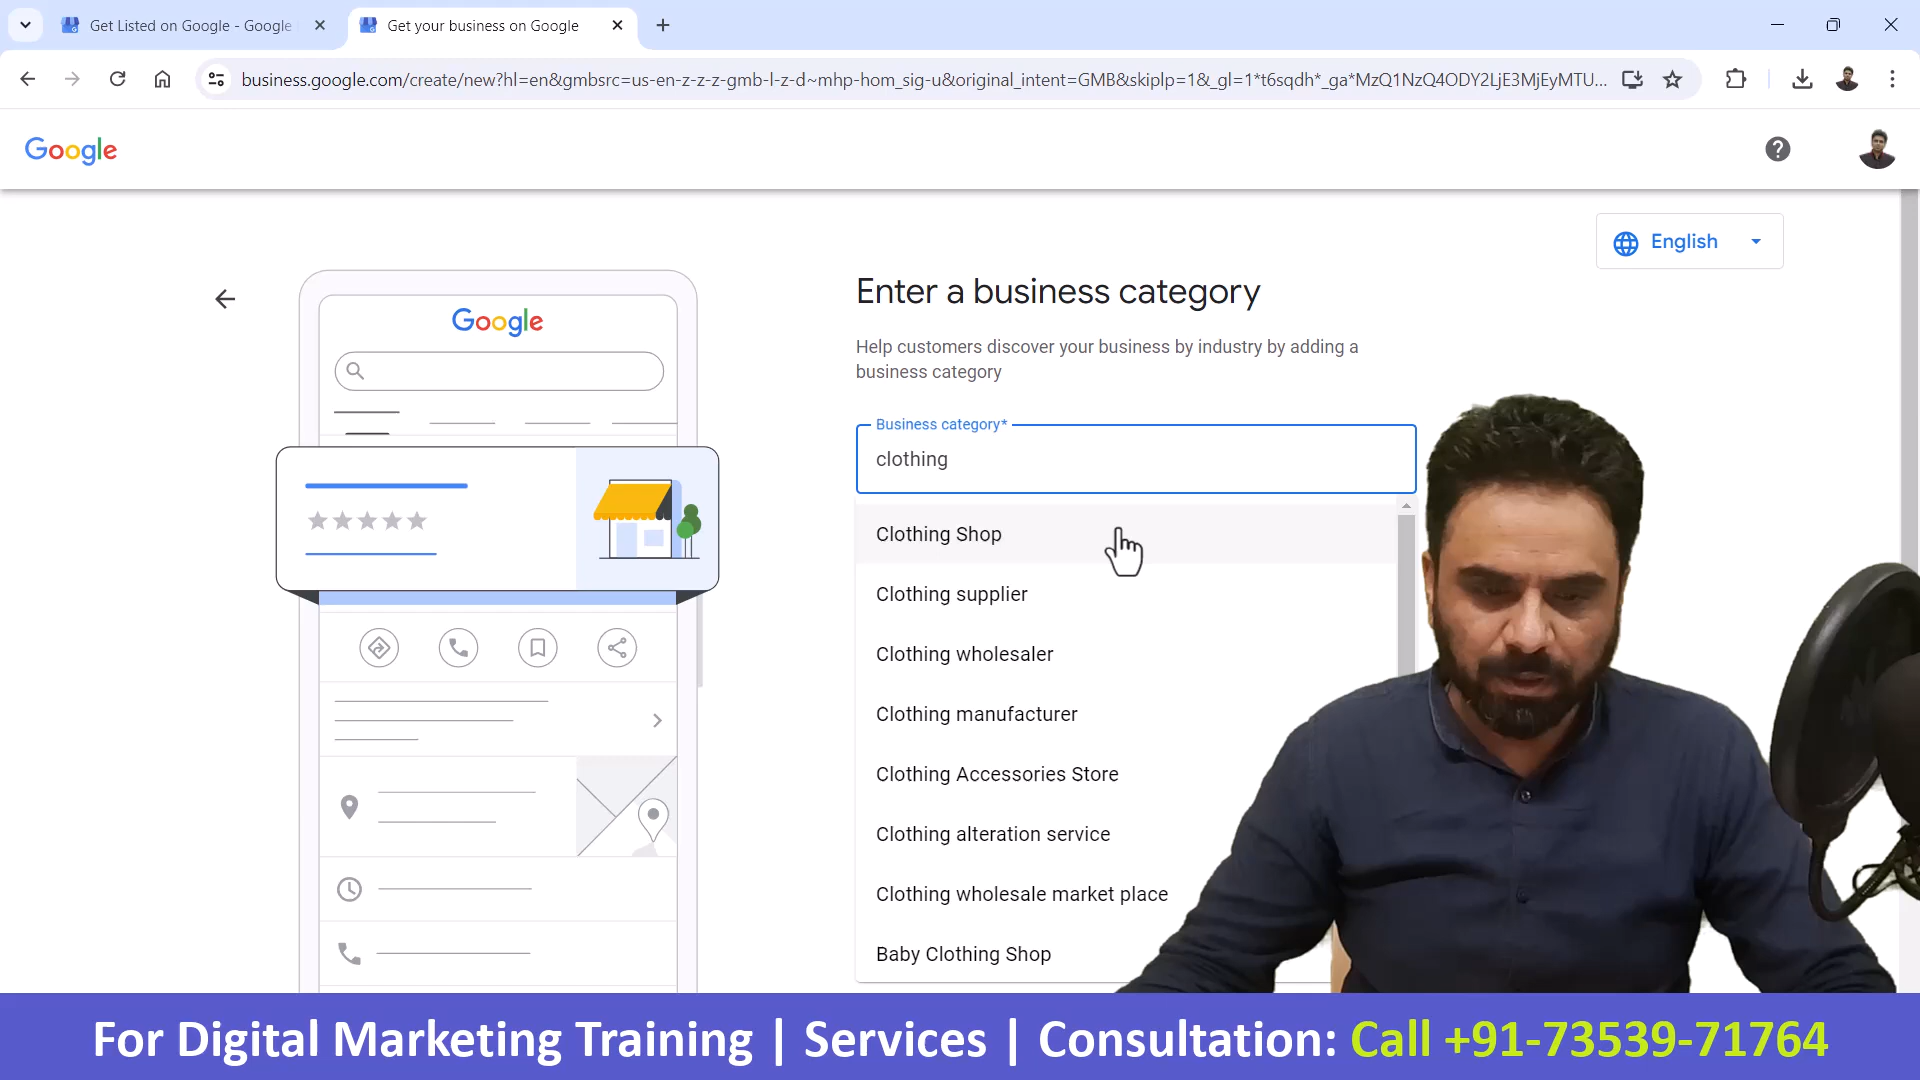 Get Listed on Google - Google
Get your business on Google
business.google.com/create/new?hl=en&gmbsrc=us-en-z-z-z-gmb-l-z-d~mhp-hom_sig-u&original_intent=GMB&skiplp=1&_gl=1*t6sqdh*_ga*MzQ1NzQ4ODY2LjE3MjEyMTU...
Google
English
Google
Enter a business category
Help customers discover your business by industry by adding a
business category
Business category*
clothing
Clothing Shop
Clothing supplier
Clothing wholesaler
Clothing manufacturer
Clothing Accessories Store
Clothing alteration service
Clothing wholesale market place
Baby Clothing Shop
For Digital Marketing Training | Services | Consultation: Call +91-73539-71764